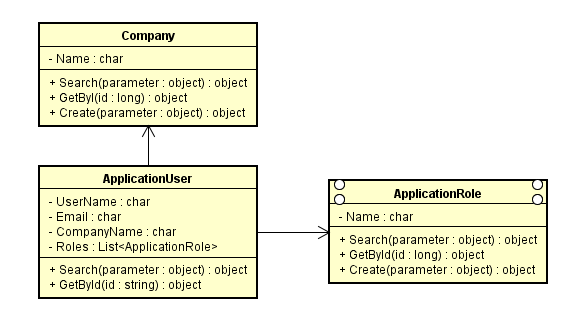 Company
- Name : char
+ Search(parameter : object) : object
+ GetByI(id : long) : object
+ Create(parameter : object) : object
ApplicationUser
- UserName : char
- Email : char
- CompanyName : char
- Roles : List<ApplicationRole>
+ Search(parameter : object) : object
+ GetById(id : string) : object
ApplicationRole
- Name : char
+ Search(parameter : object) : object
+ GetById(id : long) : object
+ Create(parameter : object) : object